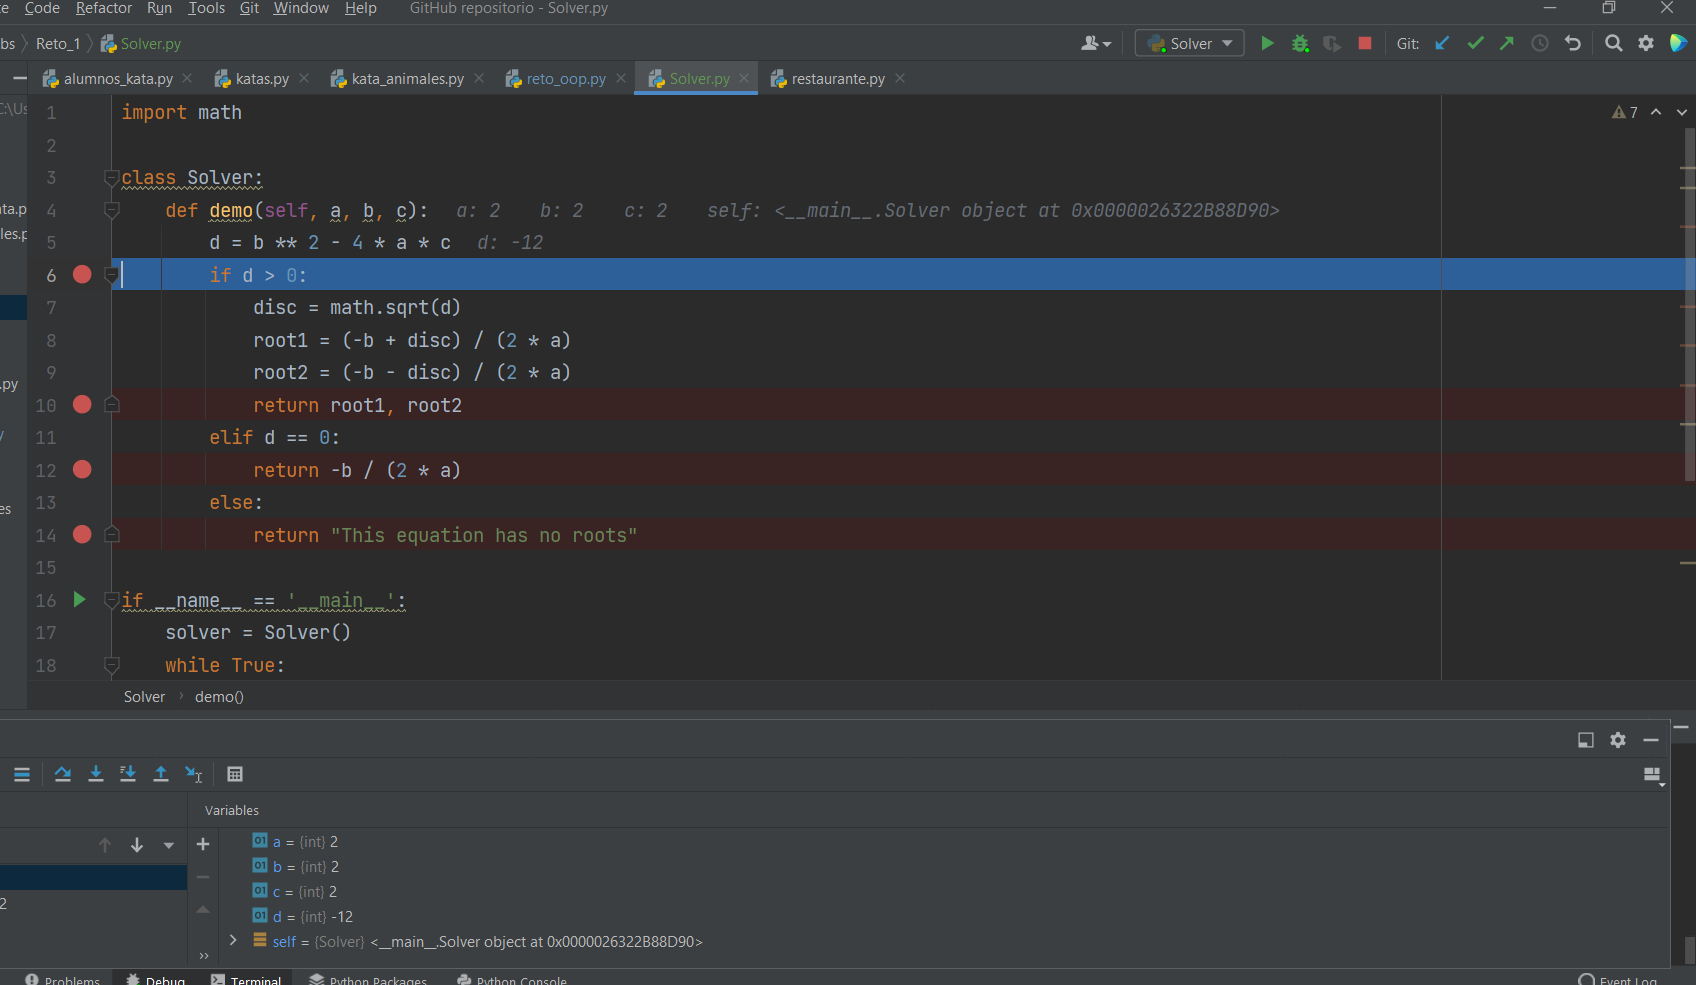 Code Refactor Run Tools Git Window Help GitHub repositorio - Solver.py
bs Reto_1 Solver.py Solver Git:
alumnos_kata.py katas.py kata_animales.py reto_oop.py Solver.py restaurante.py
C:\Us
ta.p
les.p
.py
y
es
7
1 import math
2
3 class Solver:
4 def demo(self, a, b, c): a: 2 b: 2 c: 2 self: <__main__.Solver object at 0x0000026322B88D90>
5 d = b ** 2 - 4 * a * c d: -12
6 if d > 0:
7 disc = math.sqrt(d)
8 root1 = (-b + disc) / (2 * a)
9 root2 = (-b - disc) / (2 * a)
10 return root1, root2
11 elif d == 0:
12 return -b / (2 * a)
13 else:
14 return "This equation has no roots"
15
16 if __name__ == '__main__':
17 solver = Solver()
18 while True:
Solver › demo()
Variables
2
a = {int} 2
b = {int} 2
c = {int} 2
d = {int} -12
self = {Solver} <__main__.Solver object at 0x0000026322B88D90>
Problems Debug Terminal Python Packages Python Console Event Log